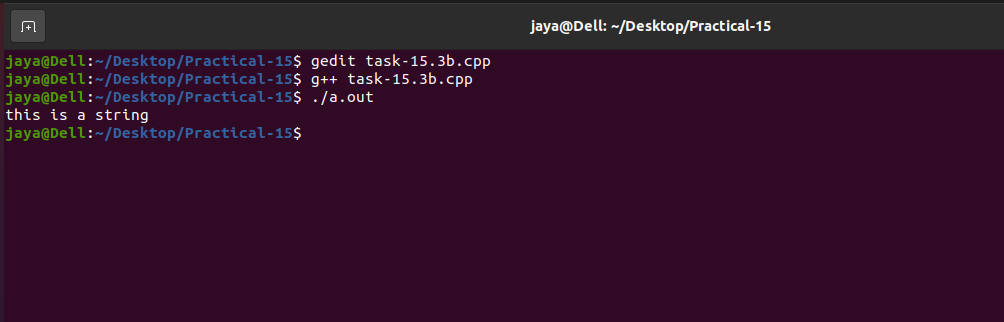 jaya@Dell: ~/Desktop/Practical-15
jaya@Dell:~/Desktop/Practical-15$ gedit task-15.3b.cpp
jaya@Dell:~/Desktop/Practical-15$ g++ task-15.3b.cpp
jaya@Dell:~/Desktop/Practical-15$ ./a.out
this is a string
jaya@Dell:~/Desktop/Practical-15$